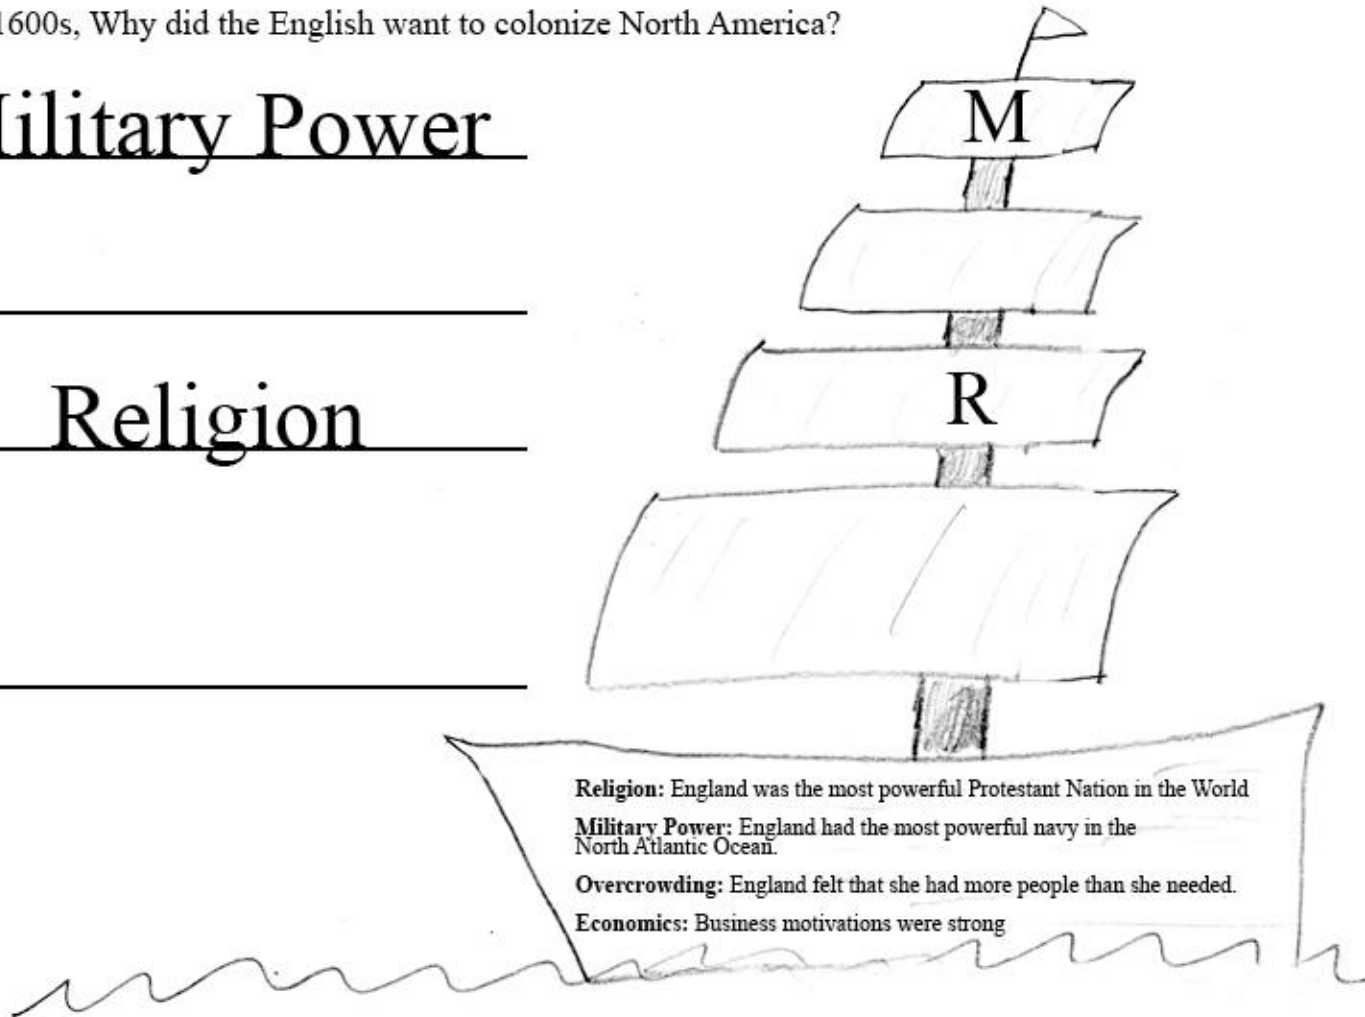 1600s, Why did the English want to colonize North America?
Military Power
M
Religion
R
Religion: England was the most powerful Protestant Nation in the World
Military Power: England had the most powerful navy in the
North Atlantic Ocean.
Overcrowding: England felt that she had more people than she needed.
Economics: Business motivations were strong